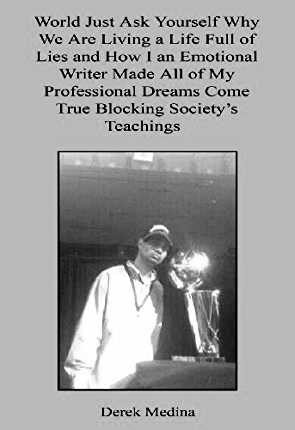 World Just Ask Yourself Why
We Are Living a Life Full of
Lies and How I an Emotional
Writer Made All of My
Professional Dreams Come
True Blocking Society's
Teachings
Derek Medina